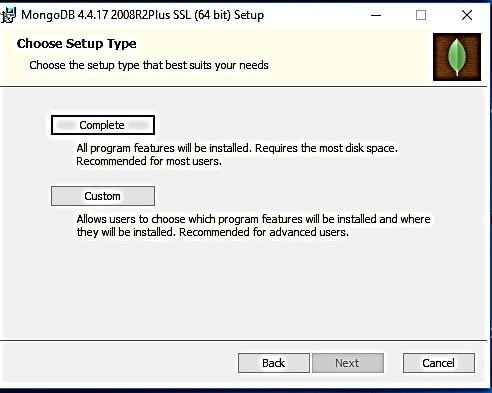 MongoDB 4.4.17 2008R2Plus SSL (64 bit) Setup
Choose Setup Type
Choose the setup type that best suits your needs
Complete
All program features will be installed. Requires the most disk space.
Recommended for most users.
Custom
Allows users to choose which program features will be installed and where
they will be installed. Recommended for advanced users.
Back
Next
Cancel